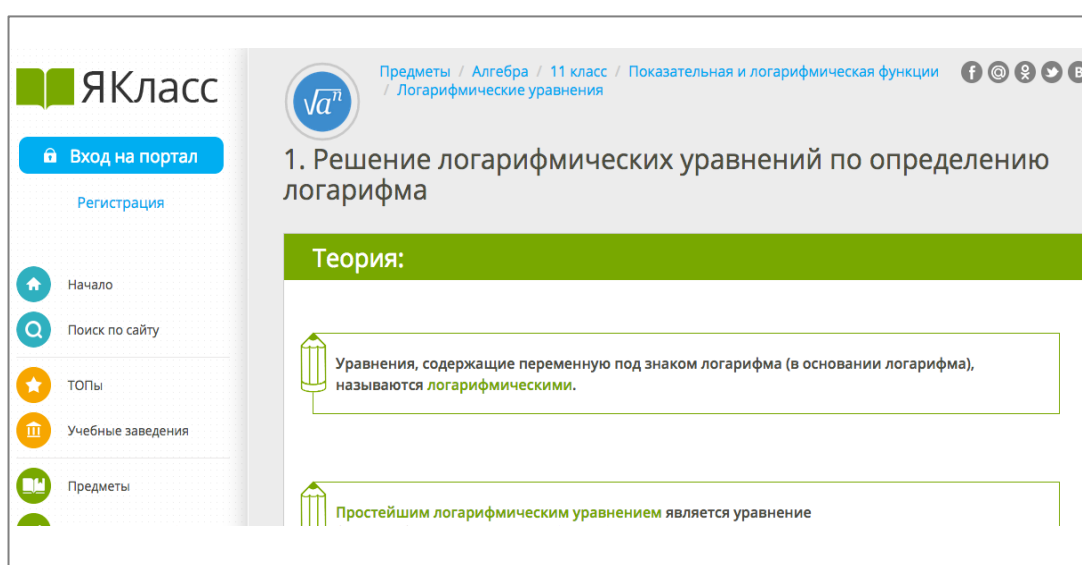 ЯКласс
Вход на портал
Регистрация
Начало
Поиск по сайту
ТОПы
Учебные заведения
Предметы
√aⁿ
Предметы / Алгебра / 11 класс / Показательная и логарифмическая функции
/ Логарифмические уравнения
1. Решение логарифмических уравнений по определению
логарифма
Теория:
Уравнения, содержащие переменную под знаком логарифма (в основании логарифма),
называются логарифмическими.
Простейшим логарифмическим уравнением является уравнение